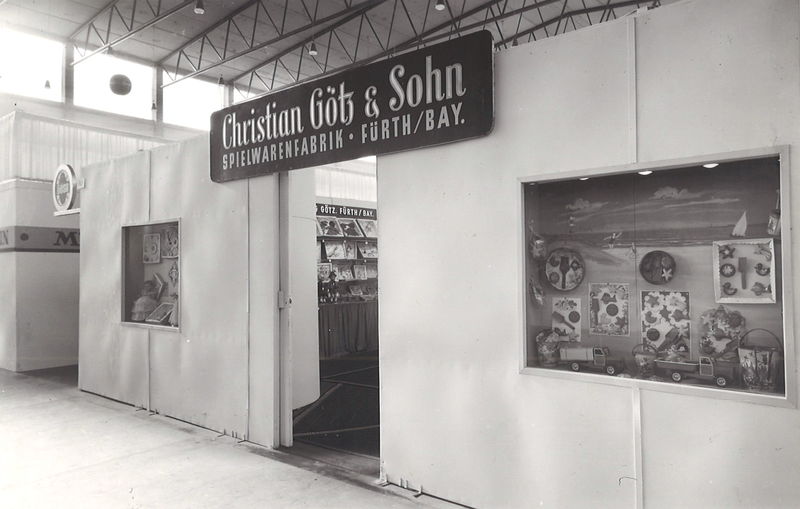 Christian Götz & Sohn
SPIELWARENFABRIK · FÜRTH/BAY.
GÖTZ. FÜRTH/BAY.